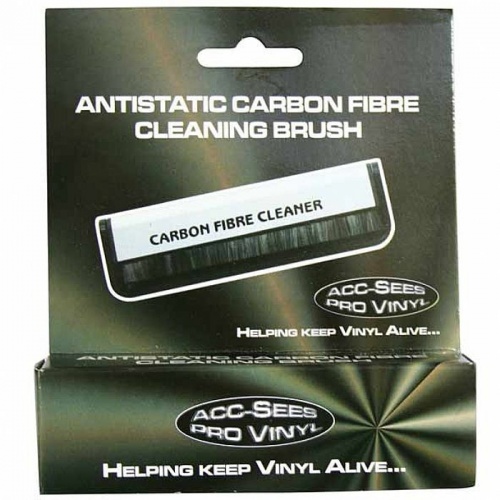 ANTISTATIC CARBON FIBRE
CLEANING BRUSH
CARBON FIBRE CLEANER
ACC-SEES
PRO VINYL
HELPING KEEP VINYL ALIVE...
ANTISTATIC CARBON FIBRE
CLEANING BRUSH
ACC-SEES
PRO VINYL
HELPING KEEP VINYL ALIVE...